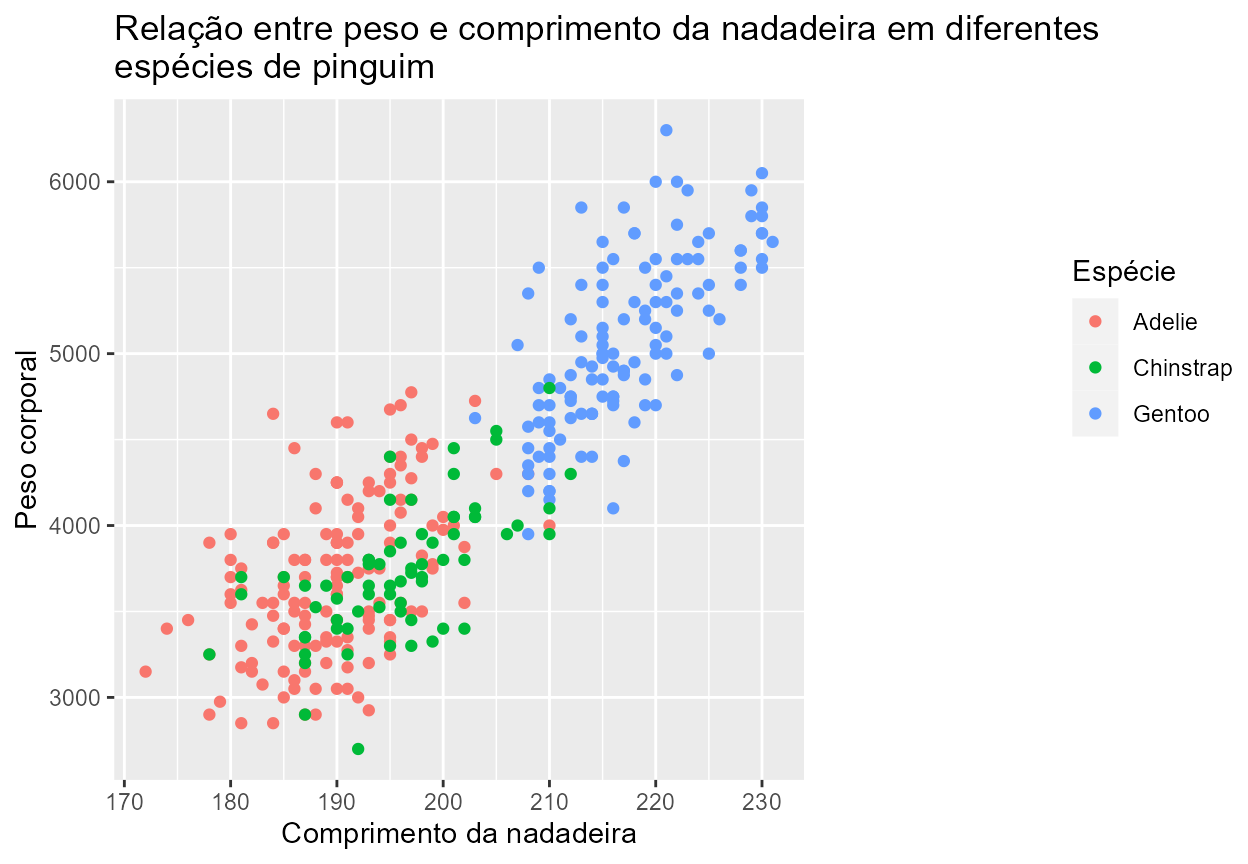 Relação entre peso e comprimento da nadadeira em diferentes
espécies de pinguim
Peso corporal
6000
5000
4000
3000
170 180 190 200 210 220 230
Comprimento da nadadeira
Espécie
Adelie
Chinstrap
Gentoo